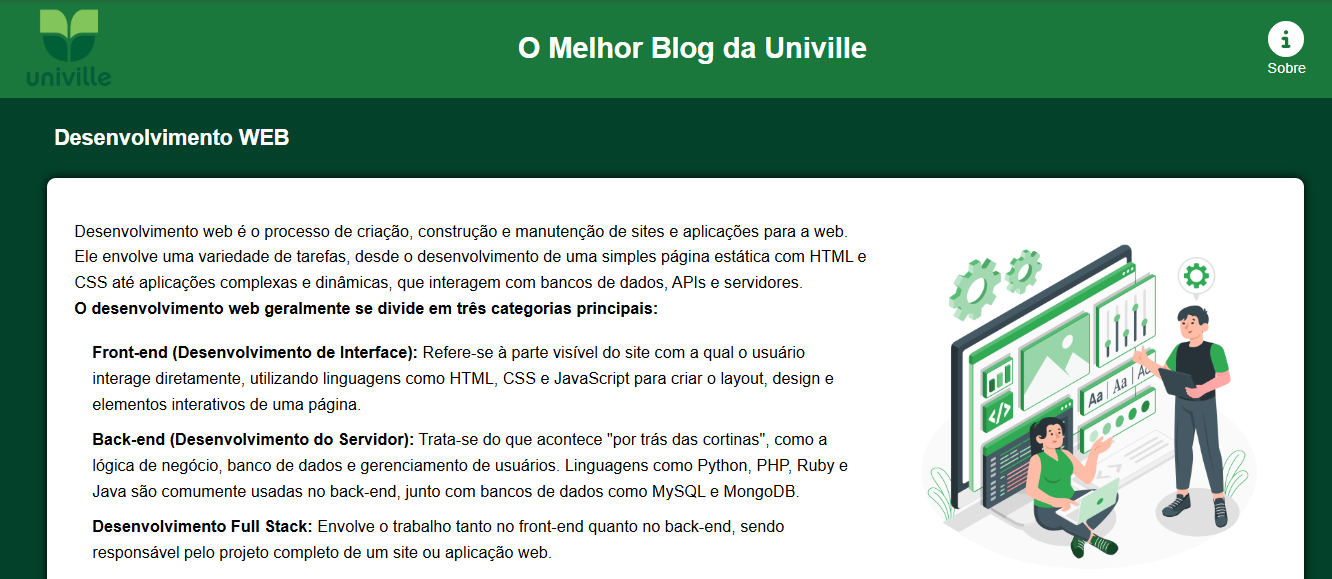 univille
O Melhor Blog da Univille
Sobre
Desenvolvimento WEB
Desenvolvimento web é o processo de criação, construção e manutenção de sites e aplicações para a web.
Ele envolve uma variedade de tarefas, desde o desenvolvimento de uma simples página estática com HTML e
CSS até aplicações complexas e dinâmicas, que interagem com bancos de dados, APIs e servidores.
O desenvolvimento web geralmente se divide em três categorias principais:
Front-end (Desenvolvimento de Interface): Refere-se à parte visível do site com a qual o usuário
interage diretamente, utilizando linguagens como HTML, CSS e JavaScript para criar o layout, design e
elementos interativos de uma página.
Back-end (Desenvolvimento do Servidor): Trata-se do que acontece "por trás das cortinas", como a
lógica de negócio, banco de dados e gerenciamento de usuários. Linguagens como Python, PHP, Ruby e
Java são comumente usadas no back-end, junto com bancos de dados como MySQL e MongoDB.
Desenvolvimento Full Stack: Envolve o trabalho tanto no front-end quanto no back-end, sendo
responsável pelo projeto completo de um site ou aplicação web.
Aa Aa Aa